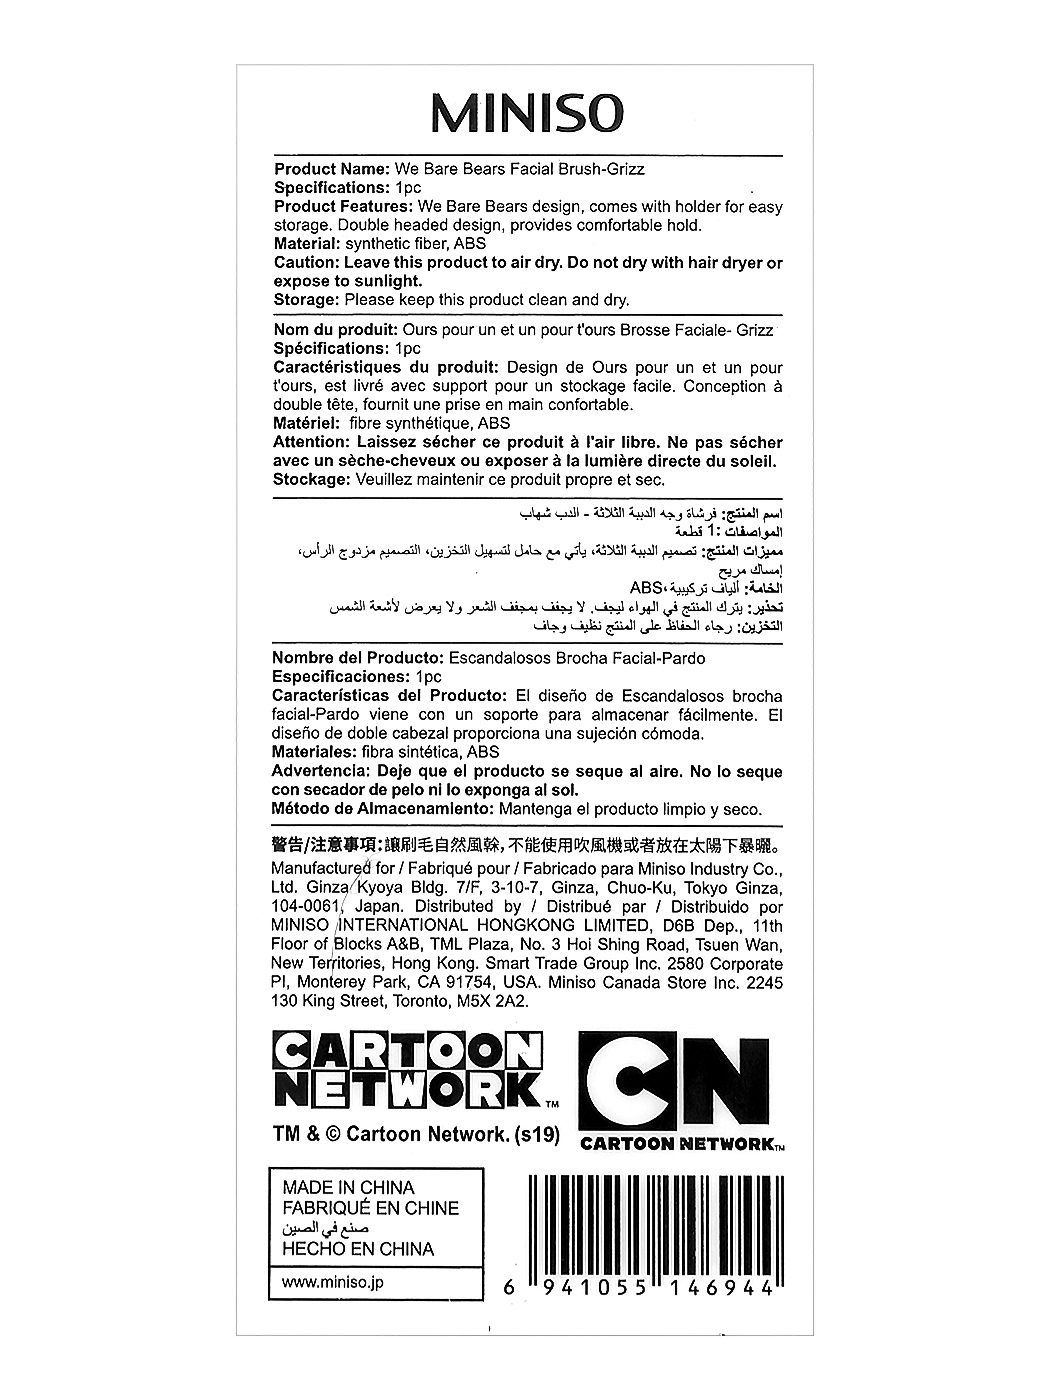 MINISO
Product Name: We Bare Bears Facial Brush-Grizz
Specifications: 1pc
Product Features: We Bare Bears design, comes with holder for easy
storage. Double headed design, provides comfortable hold.
Material: synthetic fiber, ABS
Caution: Leave this product to air dry. Do not dry with hair dryer or
expose to sunlight.
Storage: Please keep this product clean and dry.
Nom du produit: Ours pour un et un pour t'ours Brosse Faciale- Grizz
Spécifications: 1pc
Caractéristiques du produit: Design de Ours pour un et un pour
t'ours, est livré avec support pour un stockage facile. Conception à
double tête, fournit une prise en main confortable.
Matériel: fibre synthétique, ABS
Attention: Laissez sécher ce produit à l'air libre. Ne pas sécher
avec un sèche-cheveux ou exposer à la lumière directe du soleil.
Stockage: Veuillez maintenir ce produit propre et sec.
اسم المنتج: فرشاة وجه الدببة الثلاثة - الدب شهاب
المواصفات :1 قطعة
مميزات المنتج: تصميم الدببة الثلاثة، يأتي مع حامل لتسهيل التخزين، التصميم مزدوج الرأس،
إمساك مريح
الخامة: ألياف تركيبية،ABS
تحذير: يترك المنتج في الهواء ليجف. لا يجفف بمجفف الشعر ولا يعرض لأشعة الشمس
التخزين: رجاء الحفاظ على المنتج نظيف وجاف
Nombre del Producto: Escandalosos Brocha Facial-Pardo
Especificaciones: 1pc
Características del Producto: El diseño de Escandalosos brocha
facial-Pardo viene con un soporte para almacenar fácilmente. El
diseño de doble cabezal proporciona una sujeción cómoda.
Materiales: fibra sintética, ABS
Advertencia: Deje que el producto se seque al aire. No lo seque
con secador de pelo ni lo exponga al sol.
Método de Almacenamiento: Mantenga el producto limpio y seco.
警告/注意事項:讓刷毛自然風幹,不能使用吹風機或者放在太陽下暴曬。
Manufactured for / Fabriqué pour / Fabricado para Miniso Industry Co.,
Ltd. Ginza Kyoya Bldg. 7/F, 3-10-7, Ginza, Chuo-Ku, Tokyo Ginza,
104-0061, Japan. Distributed by / Distribué par / Distribuido por
MINISO INTERNATIONAL HONGKONG LIMITED, D6B Dep., 11th
Floor of Blocks A&B, TML Plaza, No. 3 Hoi Shing Road, Tsuen Wan,
New Territories, Hong Kong. Smart Trade Group Inc. 2580 Corporate
Pl, Monterey Park, CA 91754, USA. Miniso Canada Store Inc. 2245
130 King Street, Toronto, M5X 2A2.
CARTOON
NETWORK™
TM & © Cartoon Network. (s19)
CN
CARTOON NETWORK™
MADE IN CHINA
FABRIQUÉ EN CHINE
صنع في الصين
HECHO EN CHINA
www.miniso.jp
6 941055 146944